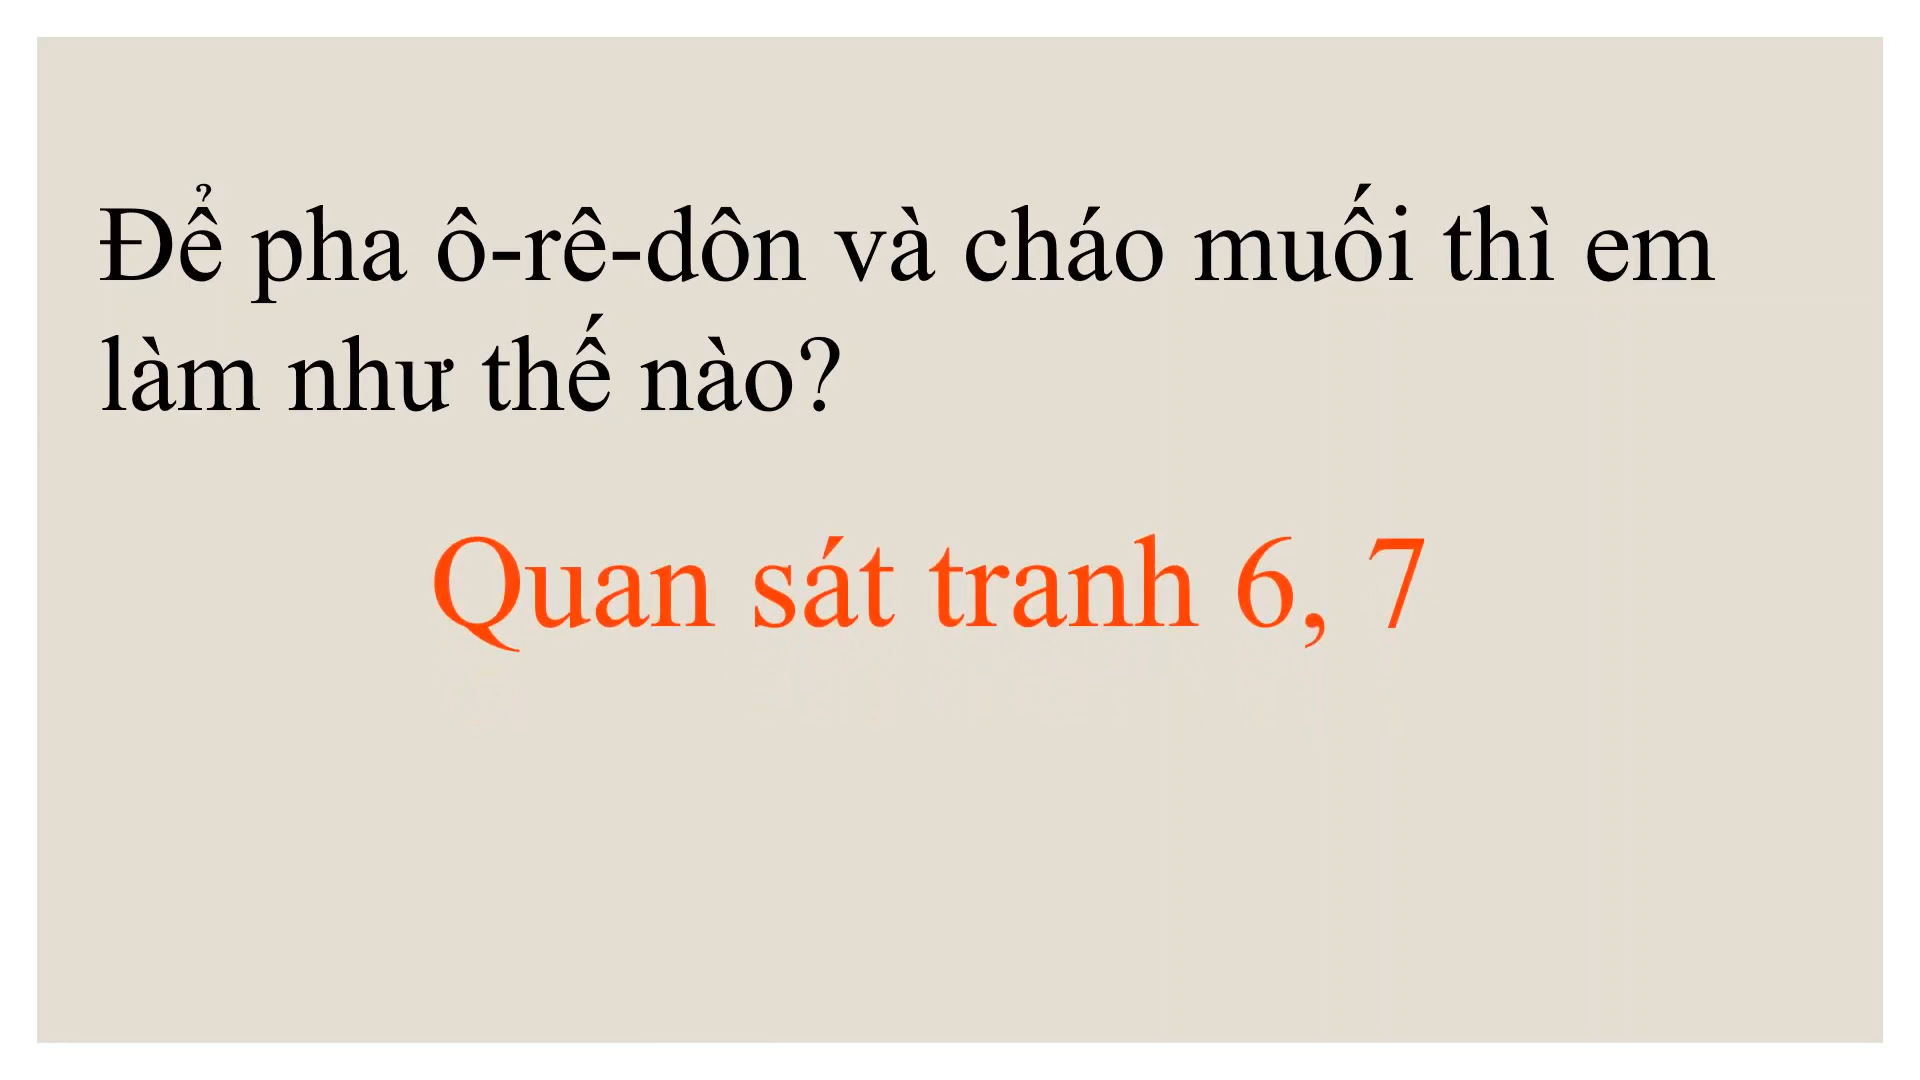 Để pha ô-rê-dôn và cháo muối thì em
làm như thế nào?
Quan sát tranh 6, 7